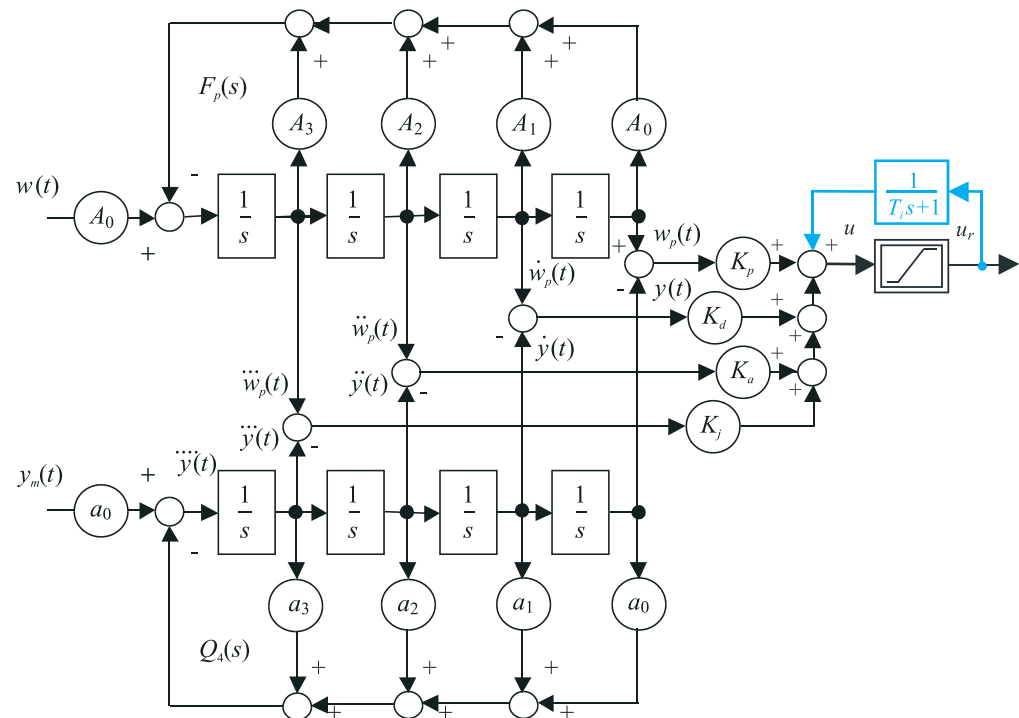 + + +
+ + + +
F_p(s)
A_3 A_2 A_1 A_0
w(t) A_0 + -
1/s 1/s 1/s 1/s
1/(T_i s+1)
+ w_p(t) K_p + + u u_r
ẇ_p(t) - y(t)
K_d + +
ẅ_p(t) - ẏ(t)
K_a + +
w⃛_p(t) ÿ(t) -
K_j
y⃛(t) -
y_m(t) a_0 + - y⃜(t)
1/s 1/s 1/s 1/s
a_3 a_2 a_1 a_0
Q_4(s)
+ + +
+ + +